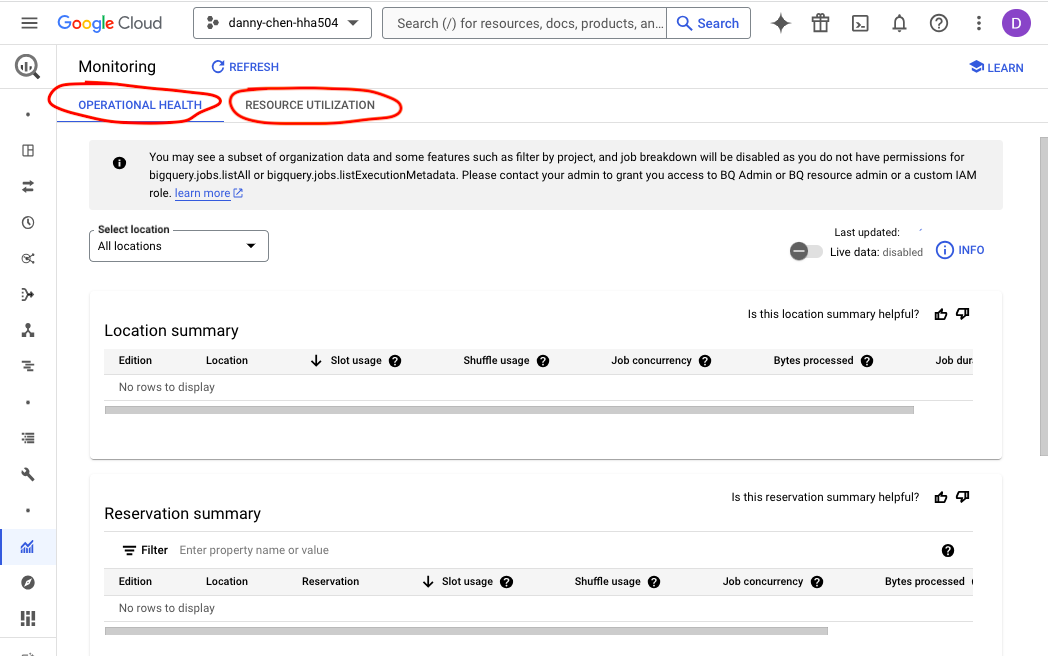 Google Cloud danny-chen-hha504 Search (/) for resources, docs, products, an... Search D
Monitoring REFRESH LEARN
OPERATIONAL HEALTH RESOURCE UTILIZATION
You may see a subset of organization data and some features such as filter by project, and job breakdown will be disabled as you do not have permissions for
bigquery.jobs.listAll or bigquery.jobs.listExecutionMetadata. Please contact your admin to grant you access to BQ Admin or BQ resource admin or a custom IAM
role. learn more
Select location
All locations
Last updated:
Live data: disabled INFO
Is this location summary helpful?
Location summary
Edition Location Slot usage Shuffle usage Job concurrency Bytes processed Job dur
No rows to display
Is this reservation summary helpful?
Reservation summary
Filter Enter property name or value
Edition Location Reservation Slot usage Shuffle usage Job concurrency Bytes processed
No rows to display